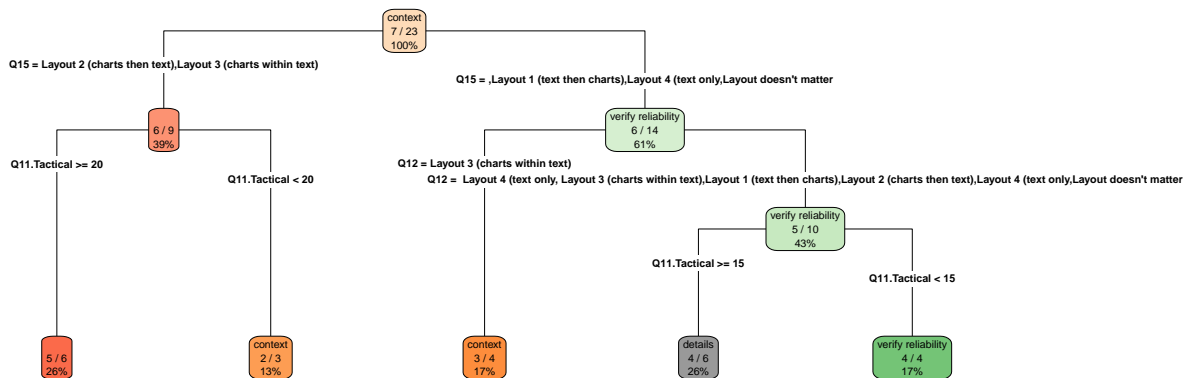 context
7 / 23
100%
Q15 = Layout 2 (charts then text),Layout 3 (charts within text)
Q15 = ,Layout 1 (text then charts),Layout 4 (text only,Layout doesn't matter
6 / 9
39%
verify reliability
6 / 14
61%
Q11.Tactical >= 20
Q11.Tactical < 20
Q12 = Layout 3 (charts within text)
Q12 = Layout 4 (text only, Layout 3 (charts within text),Layout 1 (text then charts),Layout 2 (charts then text),Layout 4 (text only,Layout doesn't matter
verify reliability
5 / 10
43%
Q11.Tactical >= 15
Q11.Tactical < 15
5 / 6
26%
context
2 / 3
13%
context
3 / 4
17%
details
4 / 6
26%
verify reliability
4 / 4
17%